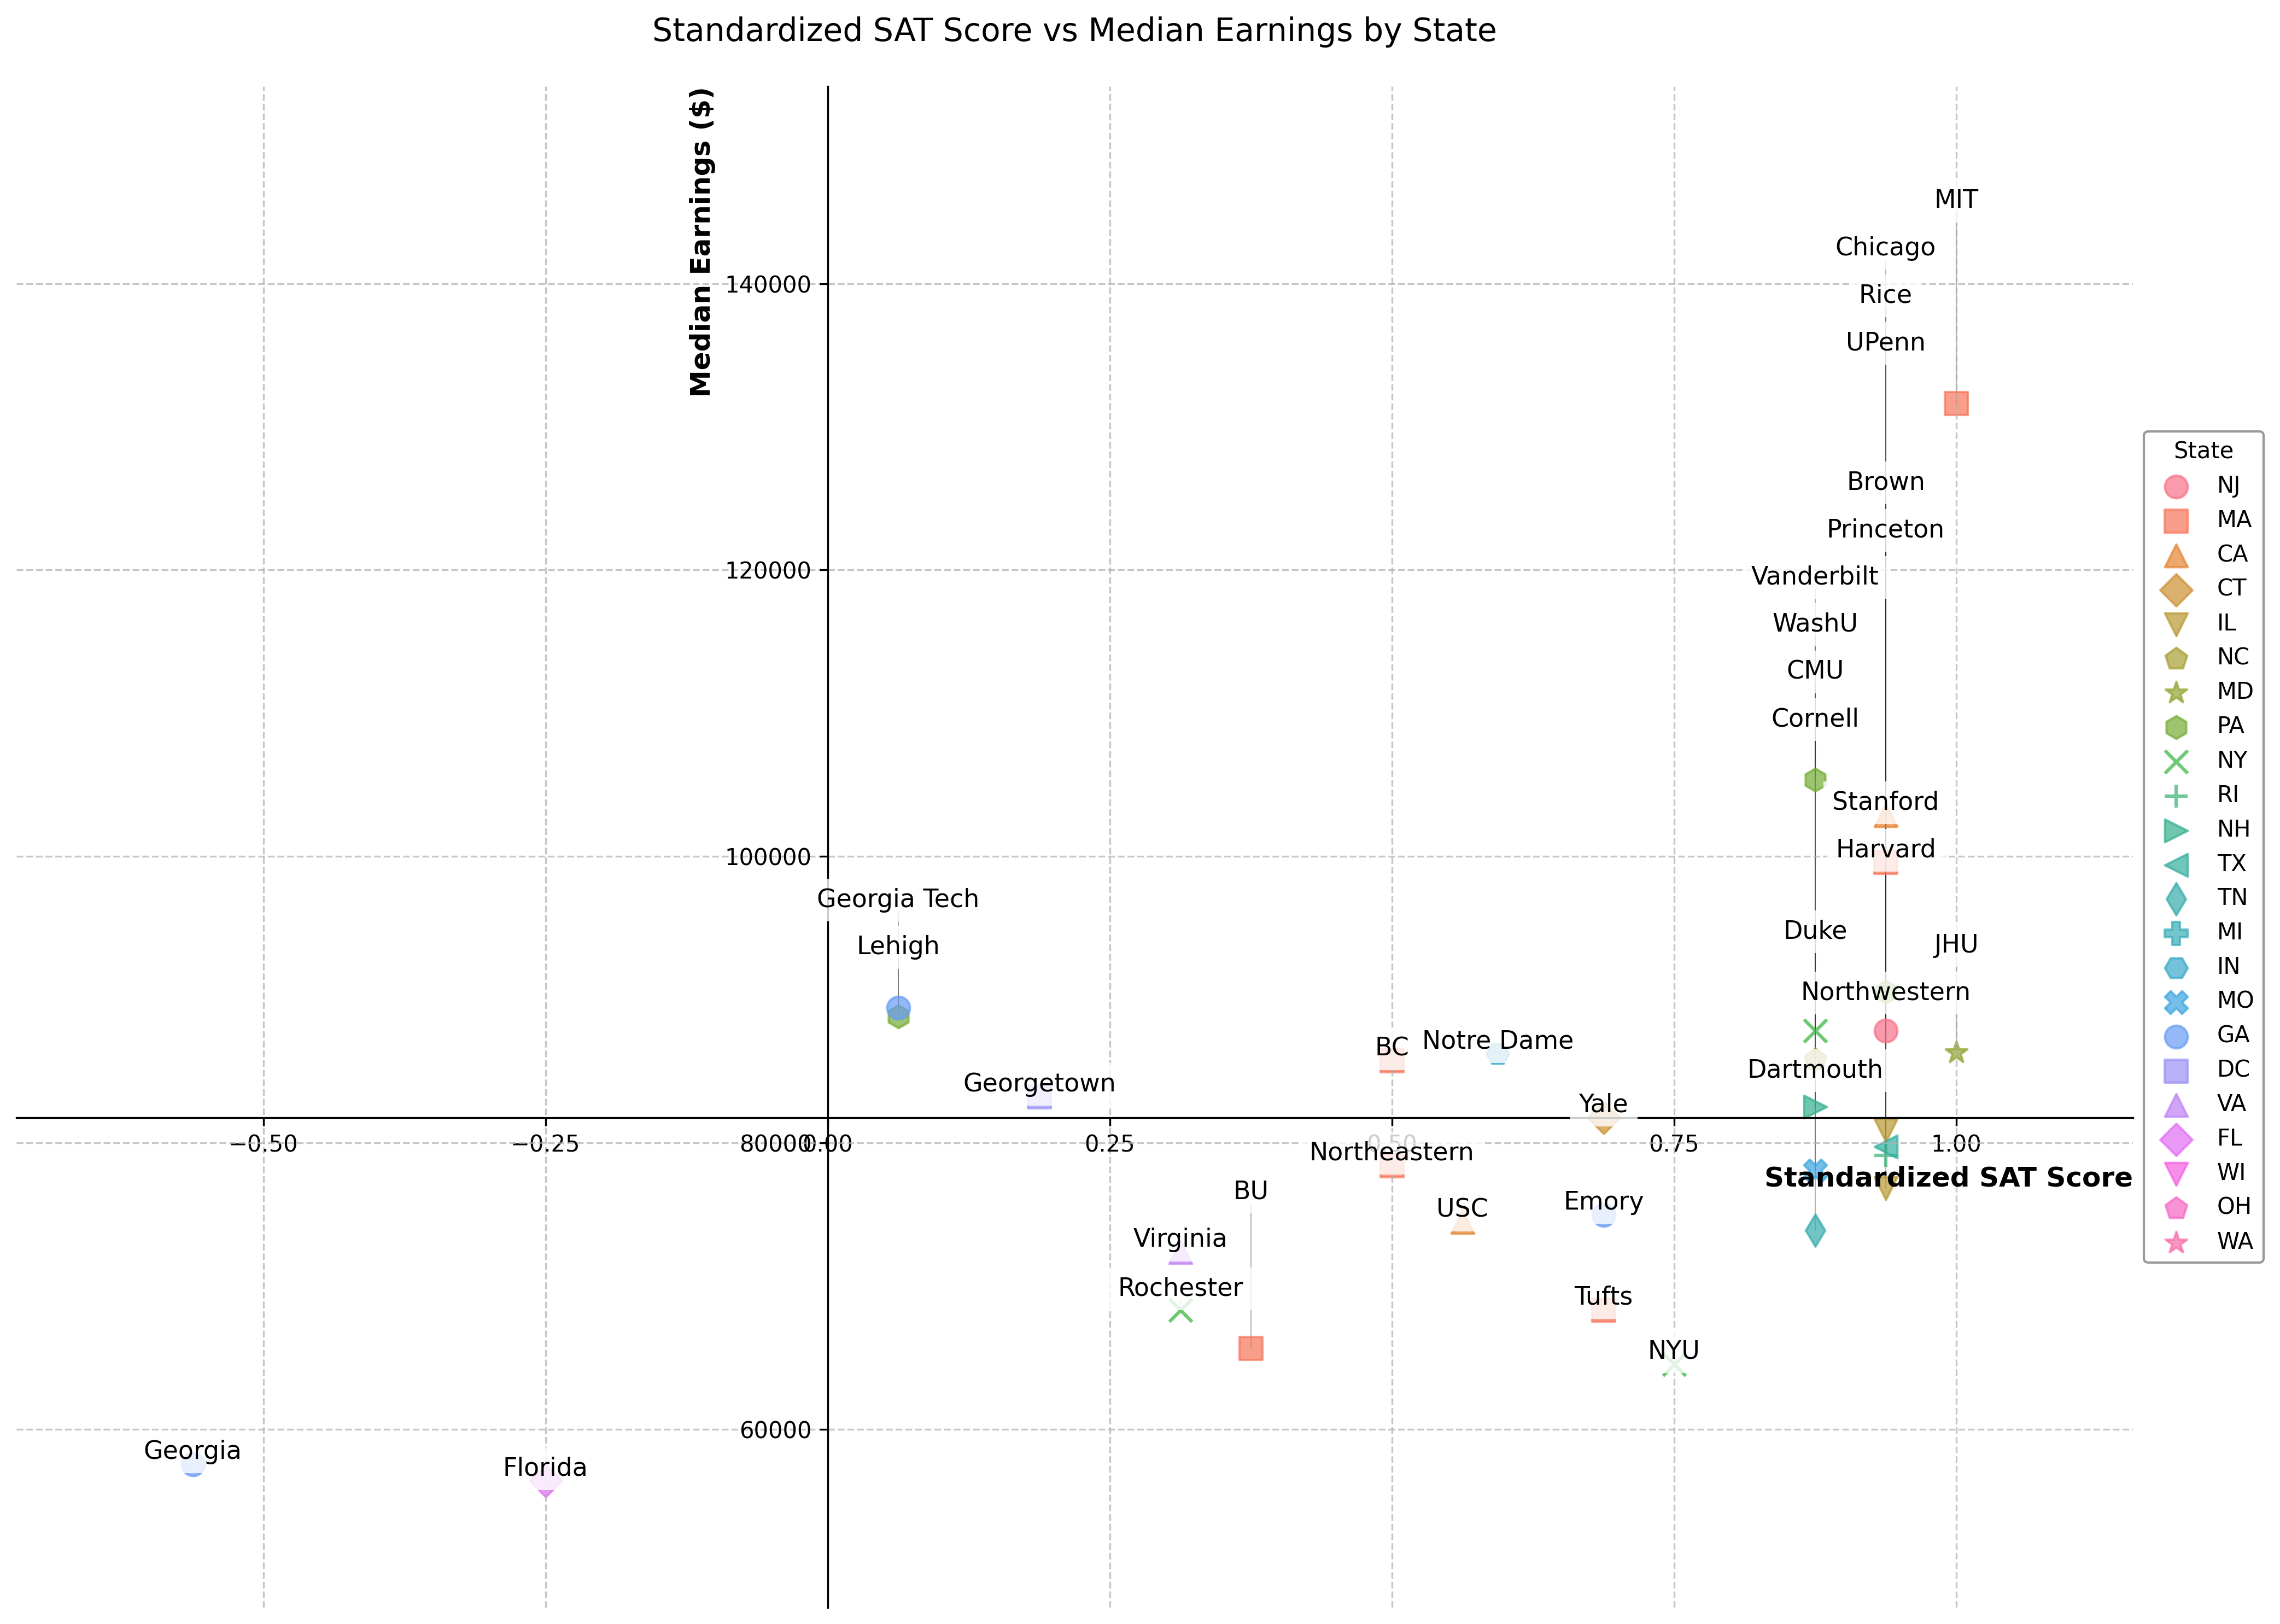 Standardized SAT Score vs Median Earnings by State
Median Earnings ($)
MIT
Chicago
140000
Rice
UPenn
Brown
Princeton
120000
Vanderbilt
WashU
CMU
Cornell
Stanford
100000
Harvard
Georgia Tech
Duke
Lehigh
JHU
Northwestern
BC
Notre Dame
Dartmouth
Georgetown
Yale
−0.50
−0.25
80000
0.00
0.25
0.50
0.75
1.00
Northeastern
Standardized SAT Score
BU
Emory
USC
Virginia
Rochester
Tufts
NYU
60000
Georgia
Florida
State
NJ
MA
CA
CT
IL
NC
MD
PA
NY
RI
NH
TX
TN
MI
IN
MO
GA
DC
VA
FL
WI
OH
WA